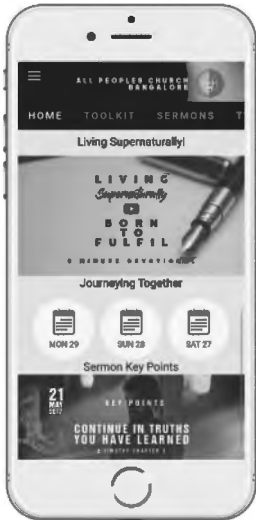 ALL PEOPLES CHURCH
BANGALORE
HOME TOOLKIT SERMONS T
Living Supernaturally!
LIVING
Supernaturally
BORN
TO
FULFIL
5 MINUTE DEVOTIONAL
Journeying Together
MON 29 SUN 28 SAT 27
Sermon Key Points
21
MAY
2017
KEY POINTS
CONTINUE IN TRUTHS
YOU HAVE LEARNED
2 TIMOTHY CHAPTER 3